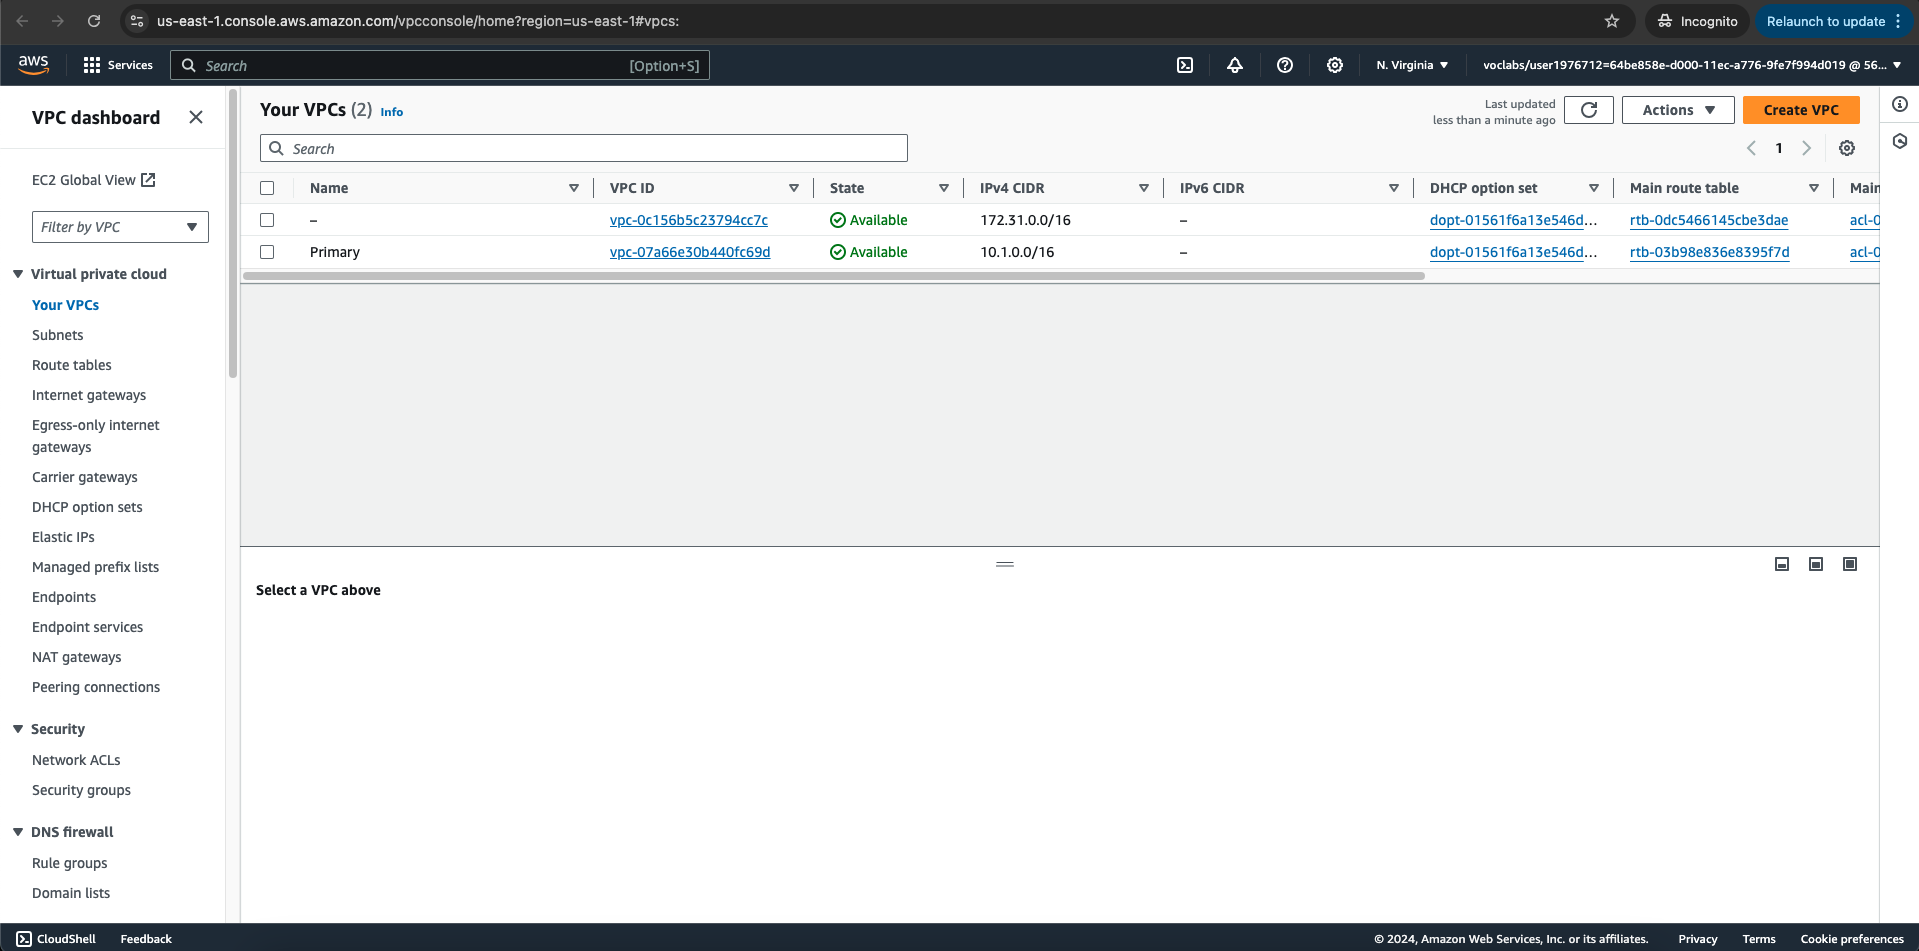 us-east-1.console.aws.amazon.com/vpcconsole/home?region=us-east-1#vpcs:
Incognito
Relaunch to update
aws
Services
Search
[Option+S]
N. Virginia
voclabs/user1976712=64be858e-d000-11ec-a776-9fe7f994d019 @ 56...
VPC dashboard
EC2 Global View
Filter by VPC
Virtual private cloud
Your VPCs
Subnets
Route tables
Internet gateways
Egress-only internet
gateways
Carrier gateways
DHCP option sets
Elastic IPs
Managed prefix lists
Endpoints
Endpoint services
NAT gateways
Peering connections
Security
Network ACLs
Security groups
DNS firewall
Rule groups
Domain lists
Your VPCs (2) Info
Last updated
less than a minute ago
Actions
Create VPC
Search
1
Name VPC ID State IPv4 CIDR IPv6 CIDR DHCP option set Main route table Main
– vpc-0c156b5c23794cc7c Available 172.31.0.0/16 – dopt-01561f6a13e546d... rtb-0dc5466145cbe3dae acl-0
Primary vpc-07a66e30b440fc69d Available 10.1.0.0/16 – dopt-01561f6a13e546d... rtb-03b98e836e8395f7d acl-0
Select a VPC above
CloudShell Feedback © 2024, Amazon Web Services, Inc. or its affiliates. Privacy Terms Cookie preferences